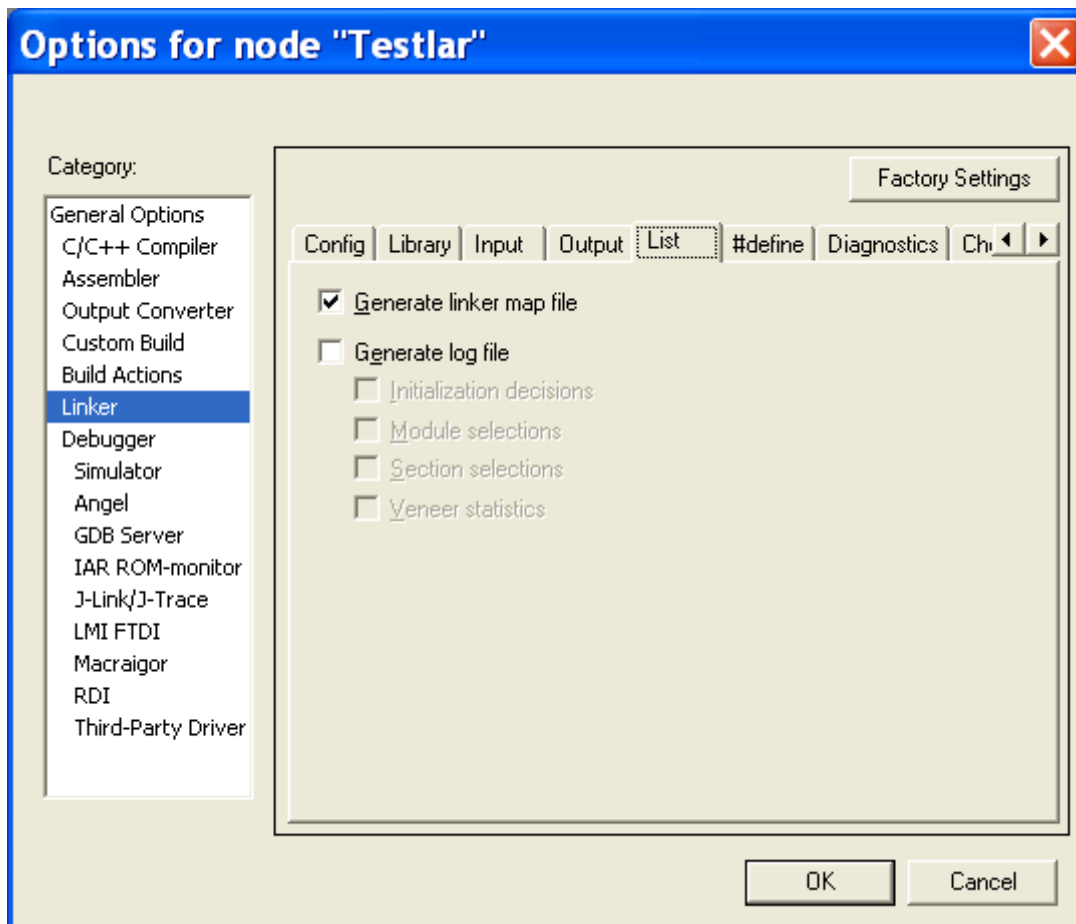 Options for node "Testlar"
Category:
General Options
C/C++ Compiler
Assembler
Output Converter
Custom Build
Build Actions
Linker
Debugger
Simulator
Angel
GDB Server
IAR ROM-monitor
J-Link/J-Trace
LMI FTDI
Macraigor
RDI
Third-Party Driver
Factory Settings
Config Library Input Output List #define Diagnostics
Generate linker map file
Generate log file
Initialization decisions
Module selections
Section selections
Veneer statistics
OK Cancel